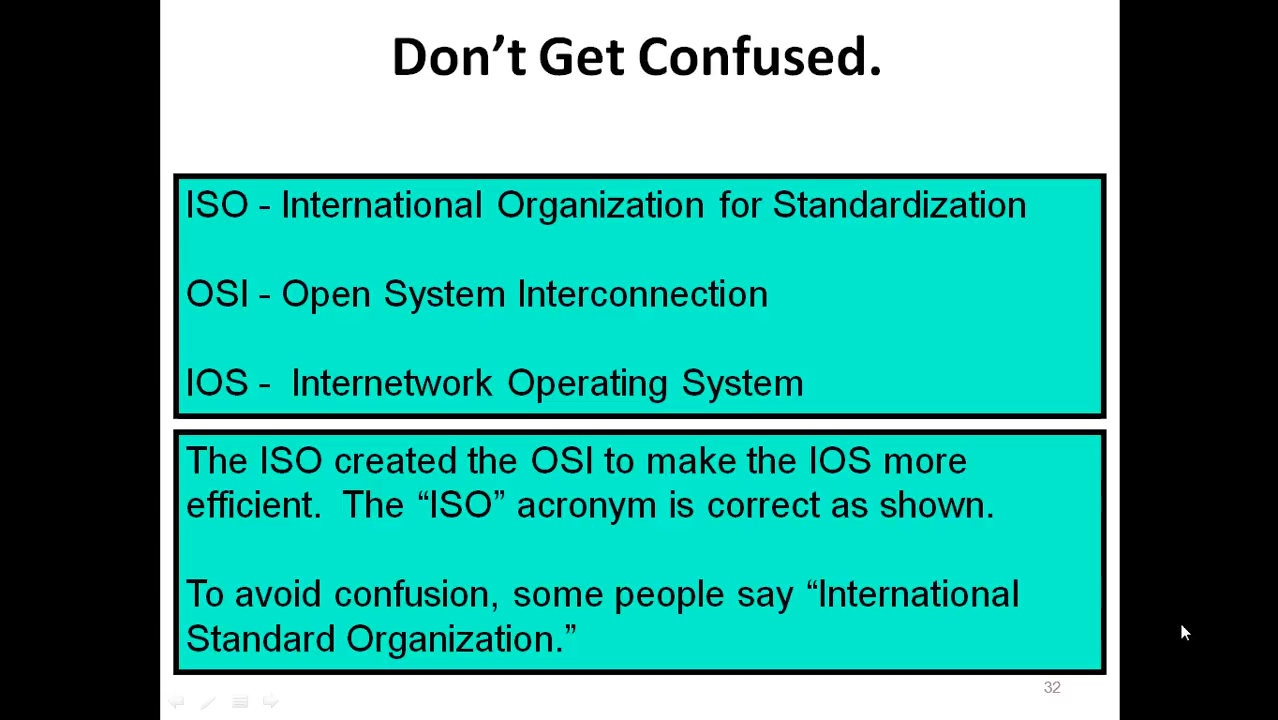 Don’t Get Confused.
ISO - International Organization for Standardization
OSI - Open System Interconnection
IOS -  Internetwork Operating System
The ISO created the OSI to make the IOS more
efficient.  The “ISO” acronym is correct as shown.
To avoid confusion, some people say “International
Standard Organization.”
32